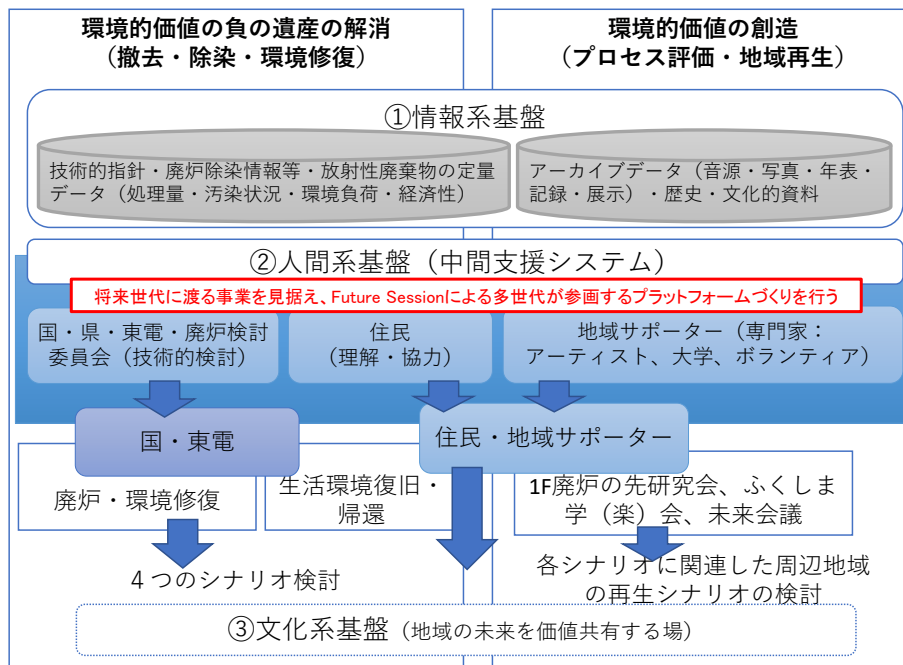 環境的価値の負の遺産の解消
（撤去・除染・環境修復）
環境的価値の創造
（プロセス評価・地域再生）
①情報系基盤
技術的指針・廃炉除染情報等・放射性廃棄物の定量
データ（処理量・汚染状況・環境負荷・経済性）
アーカイブデータ（音源・写真・年表・
記録・展示）・歴史・文化的資料
②人間系基盤（中間支援システム）
将来世代に渡る事業を見据え、Future Sessionによる多世代が参画するプラットフォームづくりを行う
国・県・東電・廃炉検討
委員会（技術的検討）
住民
（理解・協力）
地域サポーター（専門家：
アーティスト、大学、ボランティア）
国・東電
住民・地域サポーター
廃炉・環境修復
生活環境復旧・
帰還
1F廃炉の先研究会、ふくしま
学（楽）会、未来会議
４つのシナリオ検討
各シナリオに関連した周辺地域
の再生シナリオの検討
③文化系基盤（地域の未来を価値共有する場）